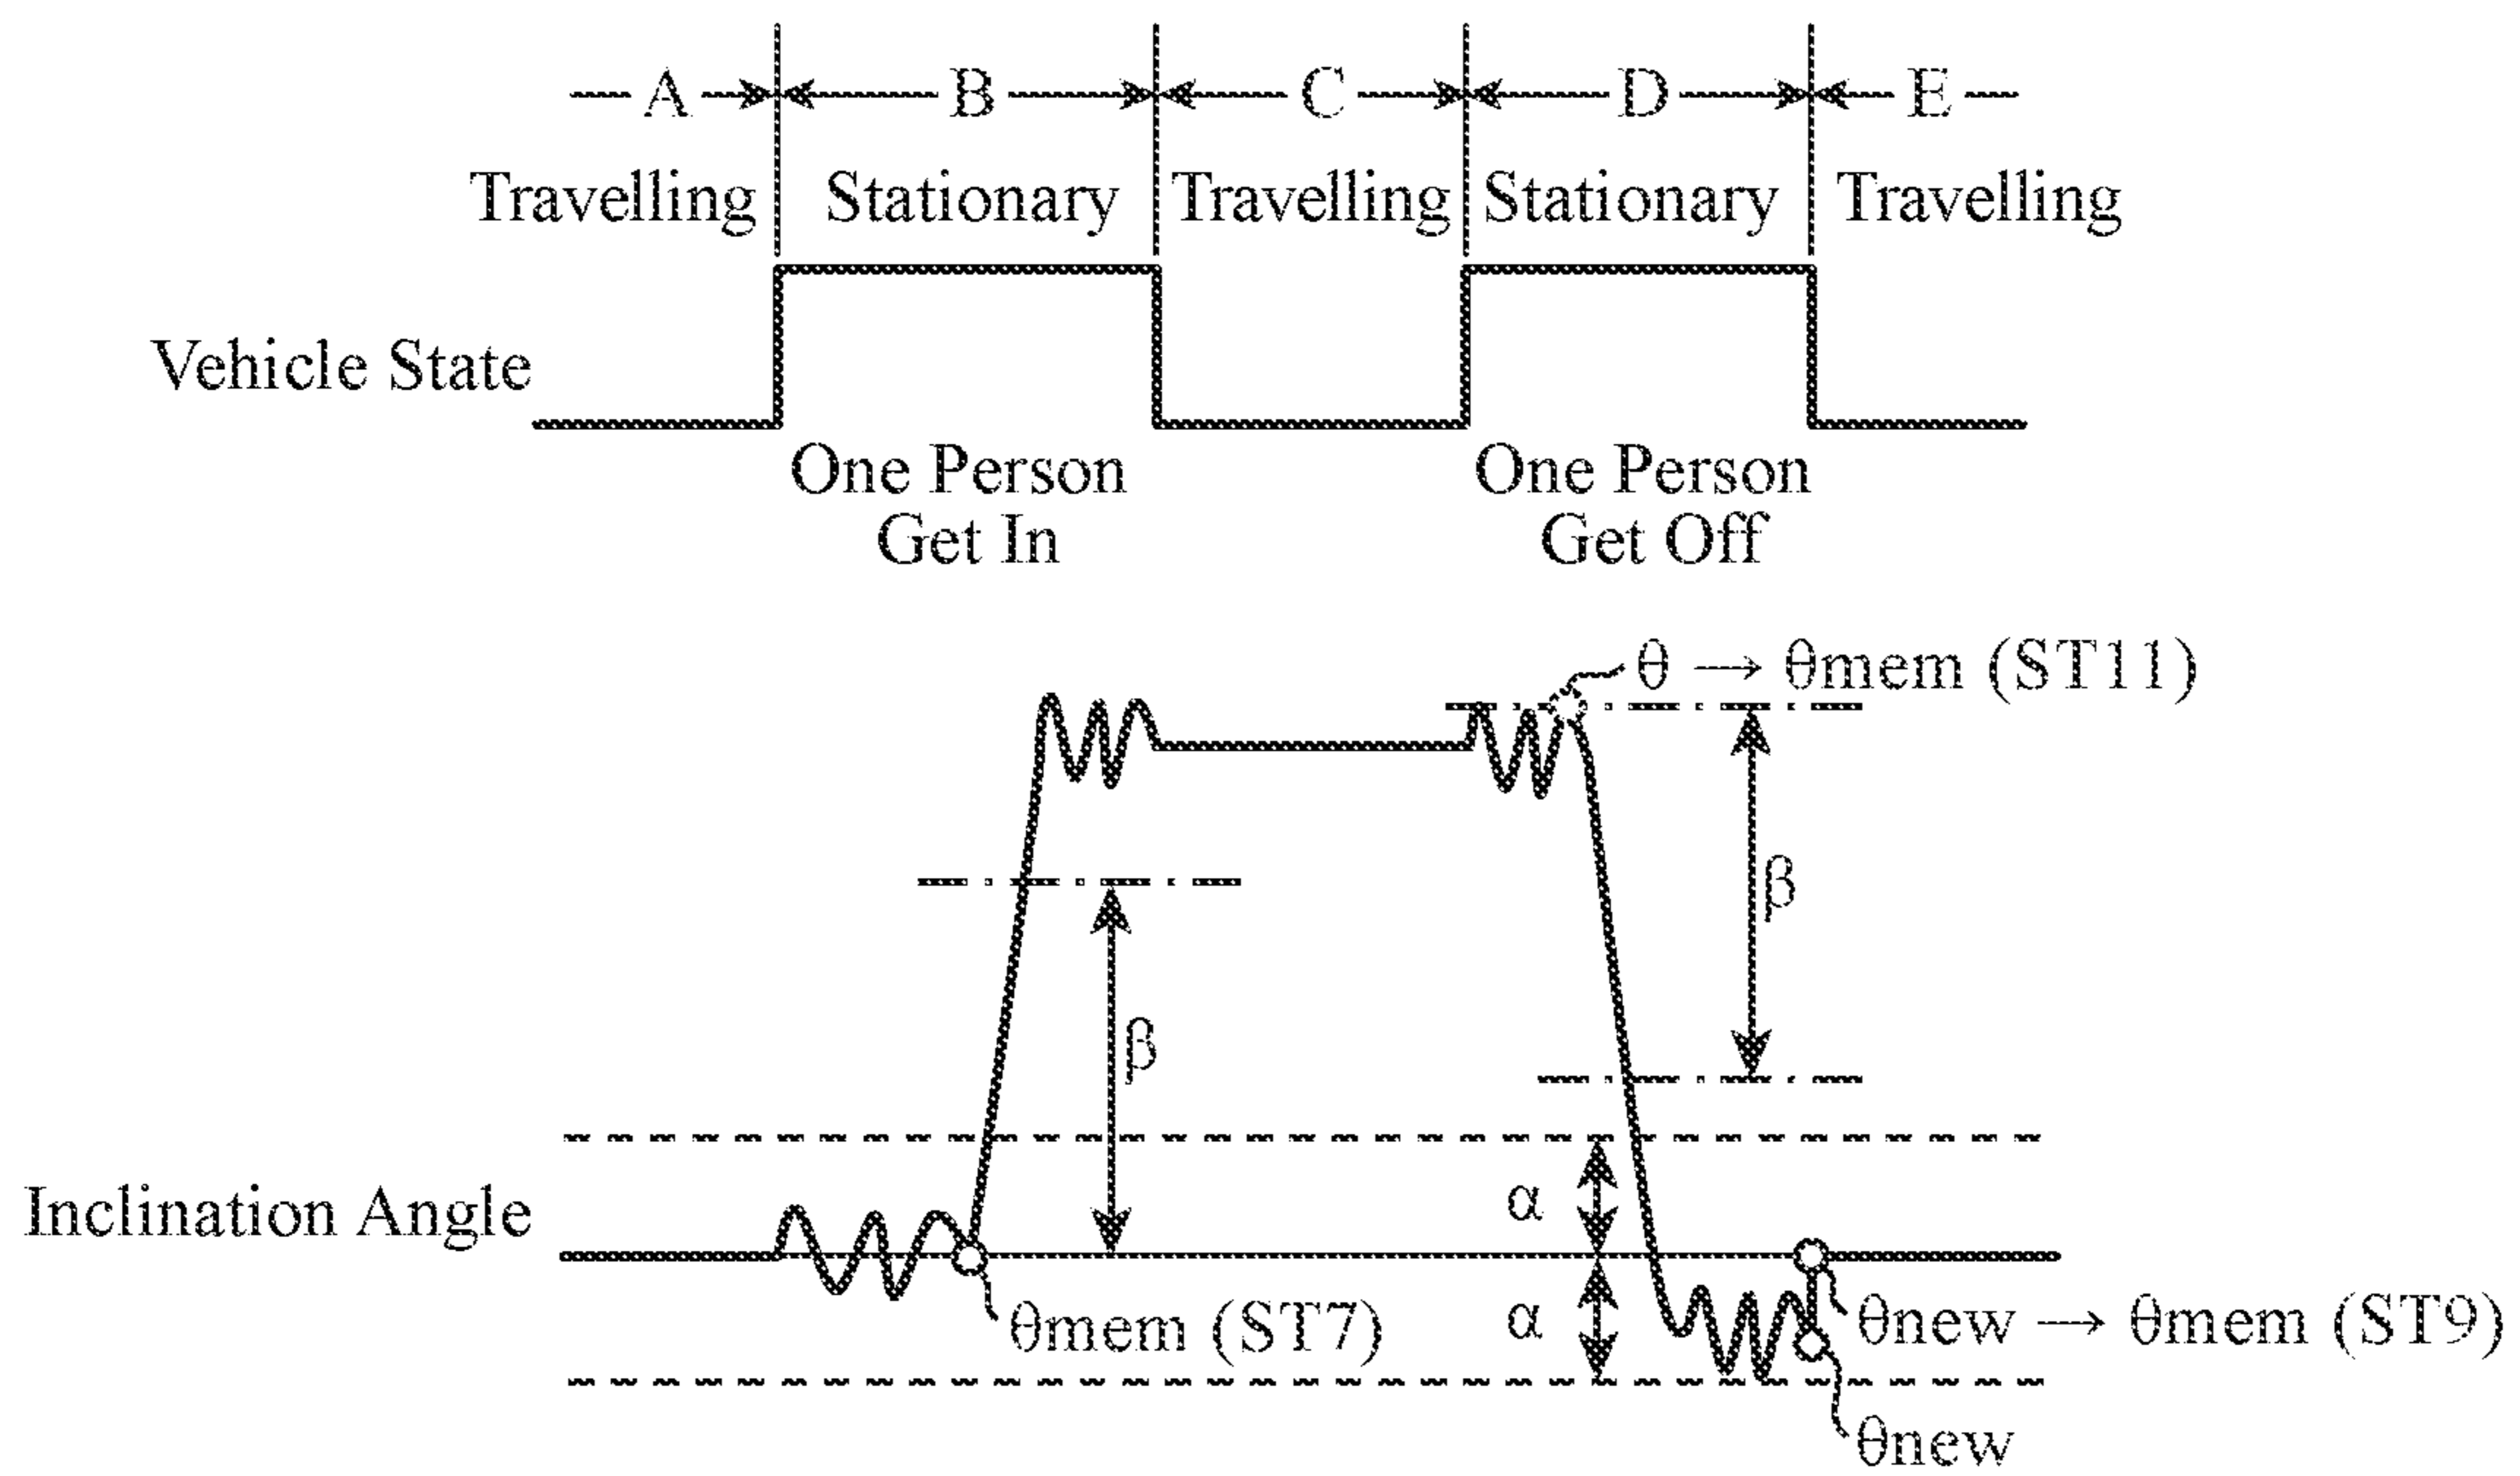 A B C D E
Travelling Stationary Travelling Stationary Travelling
Vehicle State
One Person
Get In
One Person
Get Off
θ → θmem (ST11)
β
β
α
Inclination Angle
θmem (ST7)
α
θnew → θmem (ST9)
θnew